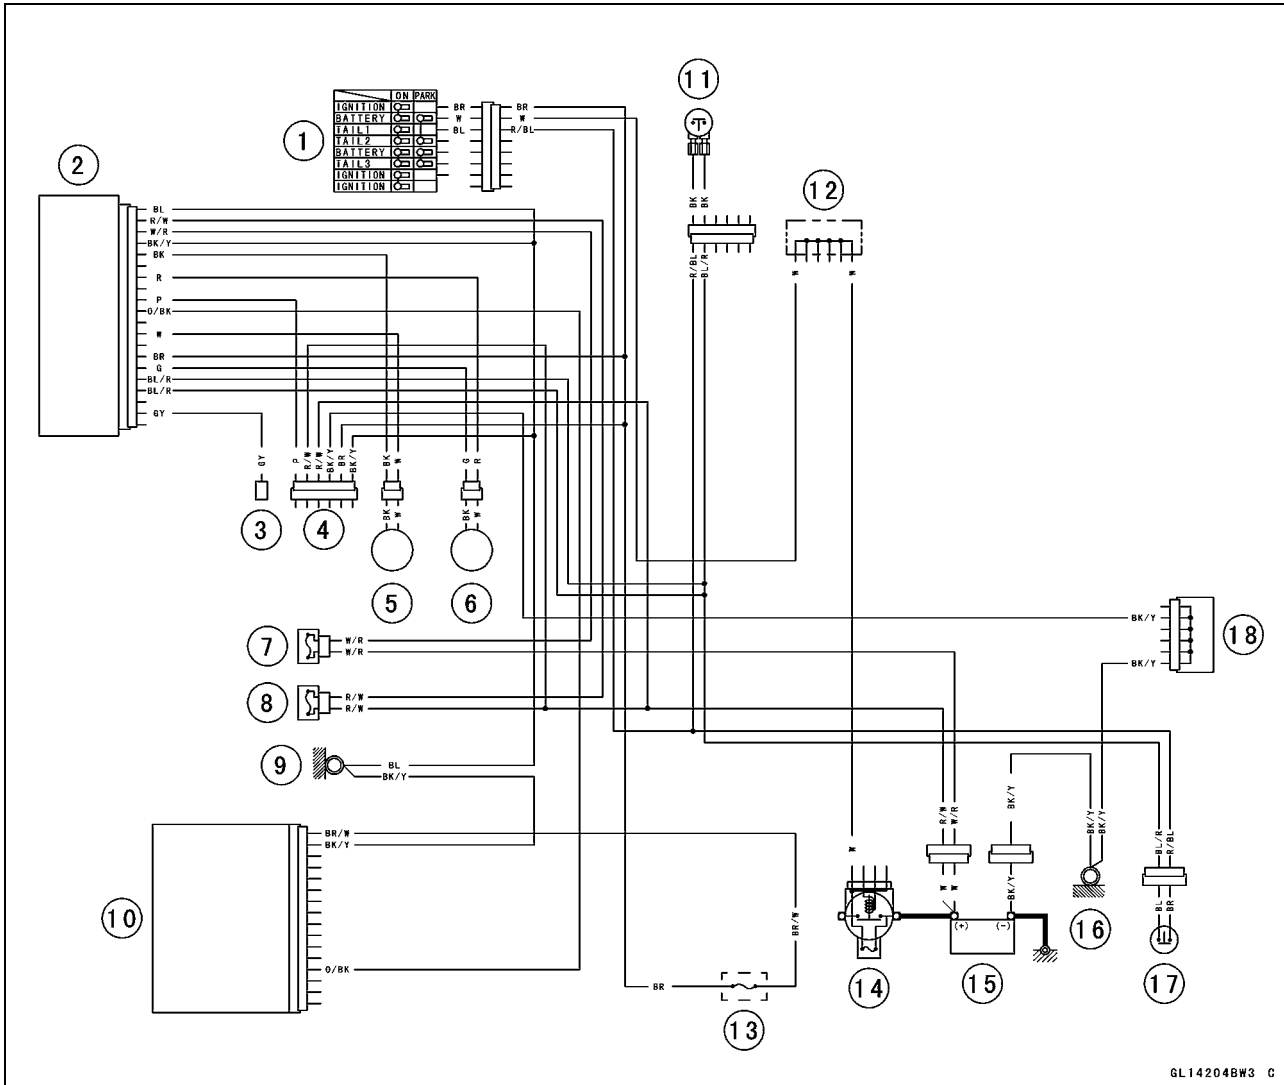 11
ON PARK
IGNITION
BATTERY
TAIL1
TAIL2
BATTERY
TAIL3
IGNITION
IGNITION
BR BR
W W
BL R/BL
1
2
12
BL
R/W
W/R
BK/Y
BK
R
P
O/BK
W
BR
G
BL/R
BL/R
GY
BK BK
R/BL BL/R
W W
GY P R/W R/W BK/Y BR BK/Y BK W G R
BK W BK W
3 4
5 6
7
W/R
W/R
BK/Y
BK/Y
18
8
R/W
R/W
9
BL
BK/Y
R/W W/R BK/Y BK/Y BK/Y BL/R R/BL
W
BR/W
BK/Y
W W BK/Y BL BR
10
BR/W
(+) (-)
16
O/BK
BR
14 15 17
13
GL14204BW3 C